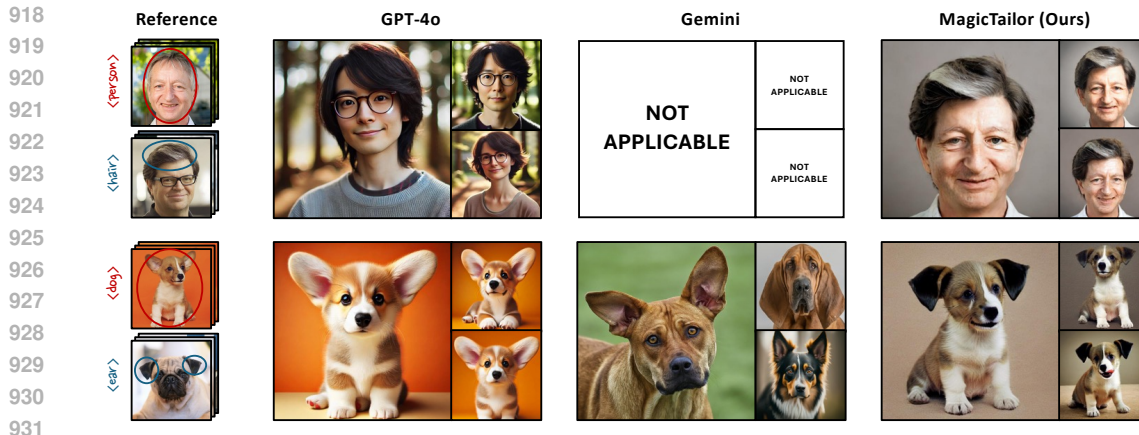 918
919
920
921
922
923
924
925
926
927
928
929
930
931
Reference
GPT-4o
Gemini
MagicTailor (Ours)
<person>
<hair>
NOT
APPLICABLE
NOT
APPLICABLE
NOT
APPLICABLE
<dog>
<ear>